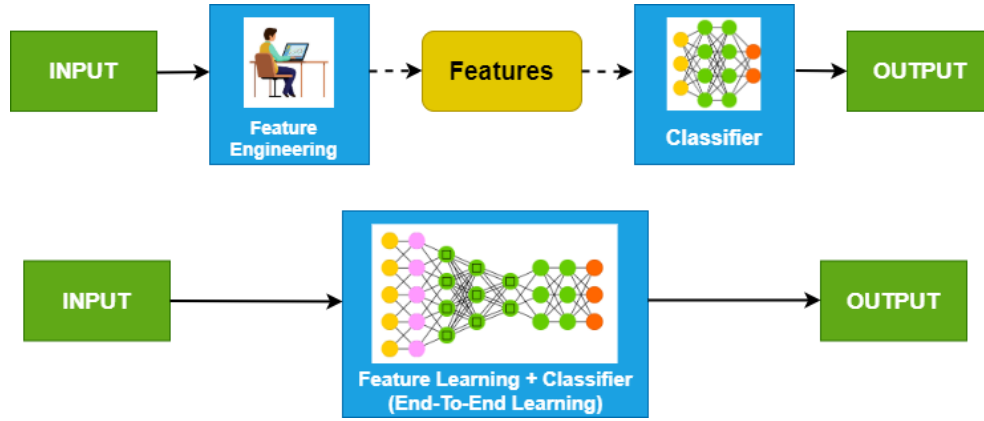 INPUT
Feature
Engineering
Features
Classifier
OUTPUT
INPUT
Feature Learning + Classifier
(End-To-End Learning)
OUTPUT